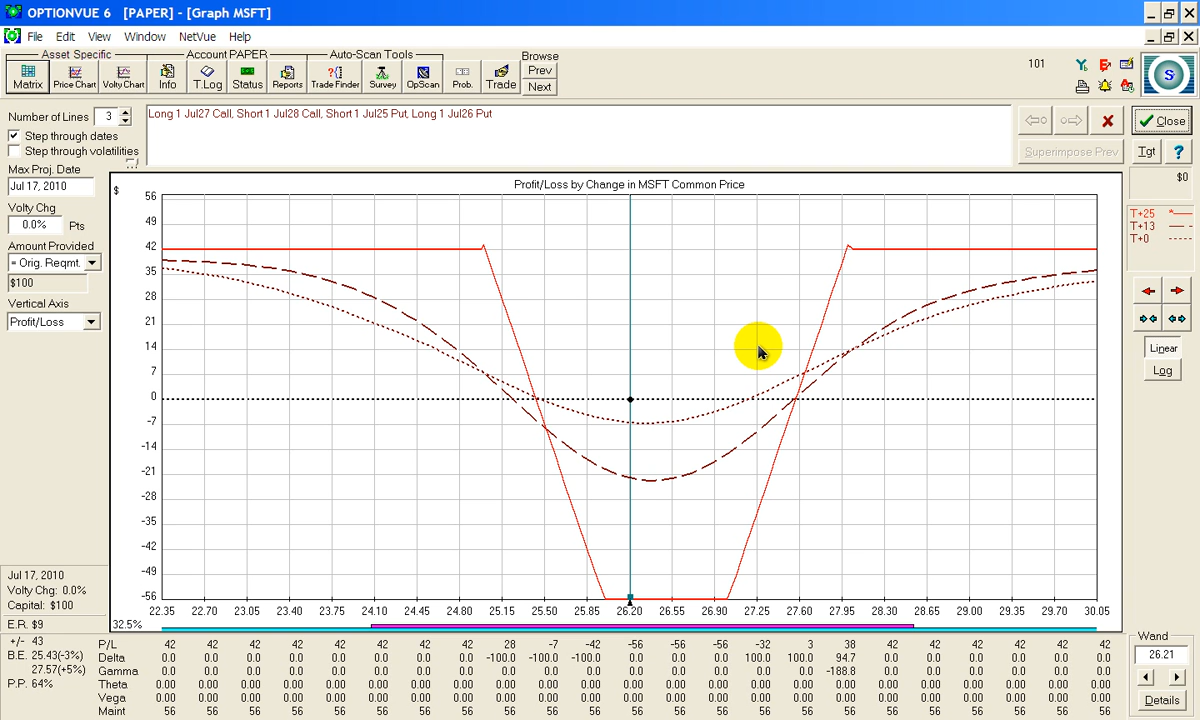 OPTIONVUE 6 [PAPER] - [Graph MSFT]
File Edit View Window NetVue Help
Asset Specific Account PAPER Auto-Scan Tools Browse
Matrix Price Chart Volty Chart Info T.Log Status Reports Trade Finder Survey OpScan Prob. Trade Prev Next 101
Number of Lines 3
Step through dates
Step through volatilities
Max Proj. Date
Jul 17, 2010
Volty Chg
0.0% Pts
Amount Provided
= Orig. Reqmt.
$100
Vertical Axis
Profit/Loss
Long 1 Jul27 Call, Short 1 Jul28 Call, Short 1 Jul25 Put, Long 1 Jul26 Put
Superimpose Prev
Close
Tgt ?
$0
T+25 *
T+13
T+0
Linear
Log
Profit/Loss by Change in MSFT Common Price
$
56
49
42
35
28
21
14
7
0
-7
-14
-21
-28
-35
-42
-49
-56
22.35 22.70 23.05 23.40 23.75 24.10 24.45 24.80 25.15 25.50 25.85 26.20 26.55 26.90 27.25 27.60 27.95 28.30 28.65 29.00 29.35 29.70 30.05
32.5%
Jul 17, 2010
Volty Chg: 0.0%
Capital: $100
E.R. $9
+/- 43
B.E. 25.43(-3%)
27.57(+5%)
P.P. 64%
P/L 42 42 42 42 42 42 42 42 28 -7 -42 -56 -56 -56 -32 3 38 42 42 42 42 42 42
Delta 0.0 0.0 0.0 0.0 0.0 0.0 0.0 0.0 -100.0 -100.0 -100.0 0.0 0.0 0.0 100.0 100.0 94.7 0.0 0.0 0.0 0.0 0.0 0.0
Gamma 0.0 0.0 0.0 0.0 0.0 0.0 0.0 0.0 0.0 0.0 0.0 0.0 0.0 0.0 0.0 0.0 -188.8 0.0 0.0 0.0 0.0 0.0 0.0
Theta 0.00 0.00 0.00 0.00 0.00 0.00 0.00 0.00 0.00 0.00 0.00 0.00 0.00 0.00 0.00 0.00 0.00 0.00 0.00 0.00 0.00 0.00 0.00
Vega 0.00 0.00 0.00 0.00 0.00 0.00 0.00 0.00 0.00 0.00 0.00 0.00 0.00 0.00 0.00 0.00 0.00 0.00 0.00 0.00 0.00 0.00 0.00
Maint 56 56 56 56 56 56 56 56 56 56 56 56 56 56 56 56 56 56 56 56 56 56 56
Wand
26.21
Details